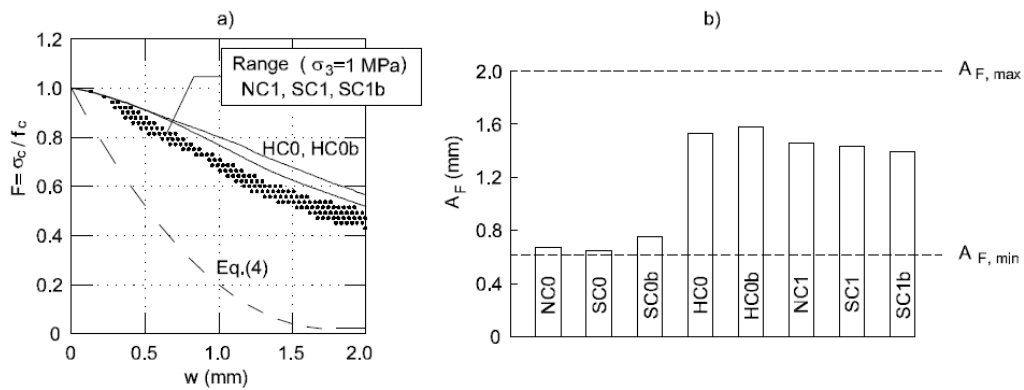 a)
1.2
1.0
0.8
0.6
0.4
0.2
0
F= σc / fc
Range ( σ3=1 MPa)
NC1, SC1, SC1b
HC0, HC0b
Eq.(4)
0 0.5 1.0 1.5 2.0
w (mm)
b)
2.0
1.6
1.2
0.8
0.4
0
AF (mm)
A F, max
A F, min
NC0
SC0
SC0b
HC0
HC0b
NC1
SC1
SC1b